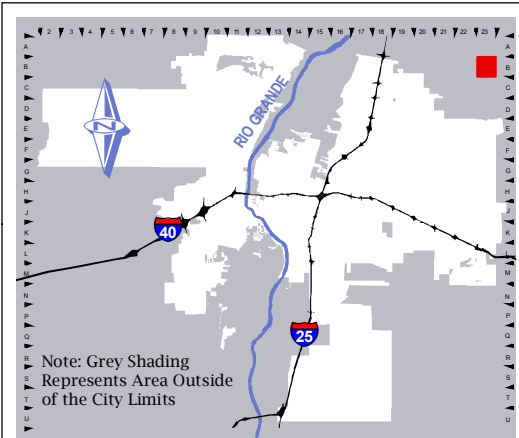 2 3 4 5 6 7 8 9 10 11 12 13 14 15 16 17 18 19 20 21 22 23
A A
B B
C C
D D
E E
F F
G G
H H
J J
K K
L L
M M
N N
P P
Q Q
R R
S S
T T
U U
N
RIO GRANDE
40
25
Note: Grey Shading
Represents Area Outside
of the City Limits